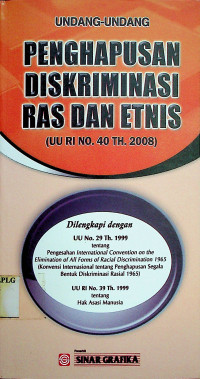 UNDANG-UNDANG
PENGHAPUSAN
DISKRIMINASI
RAS DAN ETNIS
(UU RI NO. 40 TH. 2008)
Dilengkapi dengan
UU No. 29 Th. 1999
tentang
Pengesahan International Convention on the
Elimination of All Forms of Racial Discrimination 1965
(Konvensi Internasional tentang Penghapusan Segala
Bentuk Diskriminasi Rasial 1965)
UU RI No. 39 Th. 1999
tentang
Hak Asasi Manusia
PLG
Penerbit
SINAR GRAFIKA